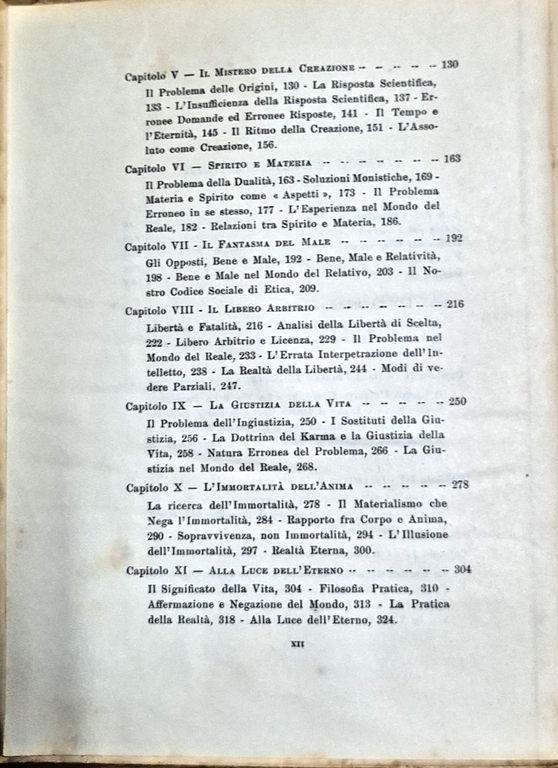 Capitolo V — Il Mistero della Creazione -- -- -- -- -- 130
Il Problema delle Origini, 130 - La Risposta Scientifica,
133 - L'Insufficienza della Risposta Scientifica, 137 - Er-
ronee Domande ed Erronee Risposte, 141 - Il Tempo e
l'Eternità, 145 - Il Ritmo della Creazione, 151 - L'Asso-
luto come Creazione, 156.
Capitolo VI — Spirito e Materia -- -- -- -- -- -- -- 163
Il Problema della Dualità, 163 - Soluzioni Monistiche, 169 -
Materia e Spirito come « Aspetti », 173 - Il Problema
Erroneo in se stesso, 177 - L'Esperienza nel Mondo del
Reale, 182 - Relazioni tra Spirito e Materia, 186.
Capitolo VII - Il Fantasma del Male -- -- -- -- -- -- 192
Gli Opposti, Bene e Male, 192 - Bene, Male e Relatività,
198 - Bene e Male nel Mondo del Relativo, 203 - Il No-
stro Codice Sociale di Etica, 209.
Capitolo VIII - Il Libero Arbitrio -- -- -- -- -- -- -- 216
Libertà e Fatalità, 216 - Analisi della Libertà di Scelta,
222 - Libero Arbitrio e Licenza, 229 - Il Problema nel
Mondo del Reale, 233 - L'Errata Interpetrazione dell'In-
telletto, 238 - La Realtà della Libertà, 244 - Modi di ve-
dere Parziali, 247.
Capitolo IX — La Giustizia della Vita -- -- -- -- -- 250
Il Problema dell'Ingiustizia, 250 - I Sostituti della Giu-
stizia, 256 - La Dottrina del Karma e la Giustizia della
Vita, 258 - Natura Erronea del Problema, 266 - La Giu-
stizia nel Mondo del Reale, 268.
Capitolo X — L'Immortalità dell'Anima -- -- -- -- -- 278
La ricerca dell'Immortalità, 278 - Il Materialismo che
Nega l'Immortalità, 284 - Rapporto fra Corpo e Anima,
290 - Sopravvivenza, non Immortalità, 294 - L'Illusione
dell'Immortalità, 297 - Realtà Eterna, 300.
Capitolo XI — Alla Luce dell'Eterno -- -- -- -- -- -- 304
Il Significato della Vita, 304 - Filosofia Pratica, 310 -
Affermazione e Negazione del Mondo, 313 - La Pratica
della Realtà, 318 - Alla Luce dell'Eterno, 324.
XII